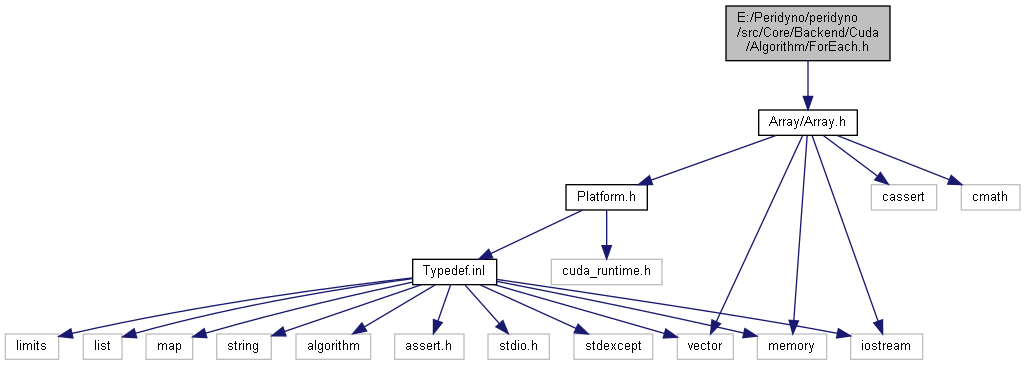 E:/Peridyno/peridyno
/src/Core/Backend/Cuda
/Algorithm/ForEach.h
Array/Array.h
Platform.h
cassert
cmath
Typedef.inl
cuda_runtime.h
limits
list
map
string
algorithm
assert.h
stdio.h
stdexcept
vector
memory
iostream